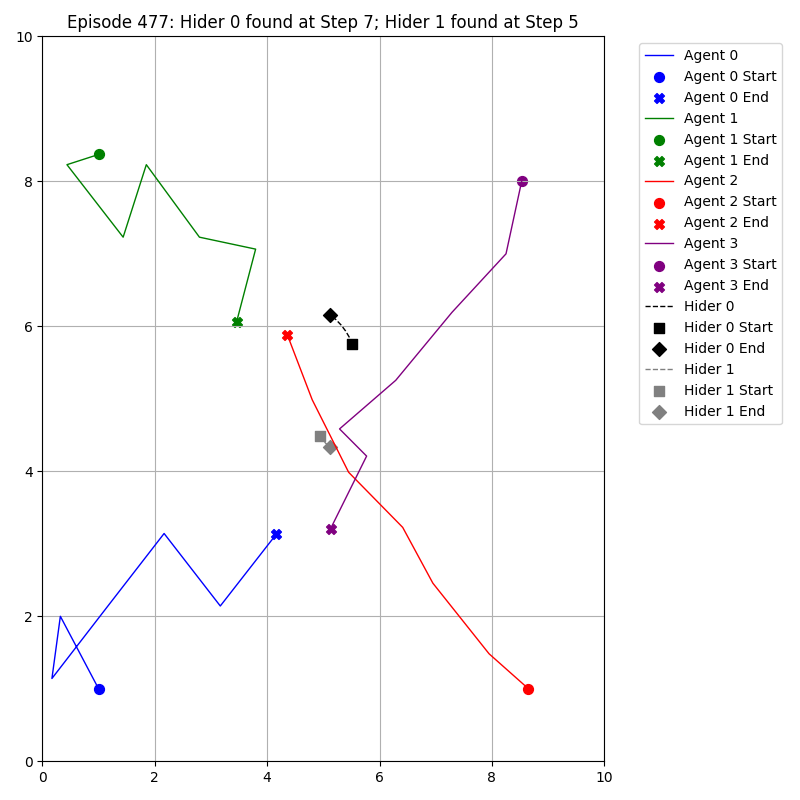 Episode 477: Hider 0 found at Step 7; Hider 1 found at Step 5
10
8
6
4
2
0
0 2 4 6 8 10
Agent 0
Agent 0 Start
Agent 0 End
Agent 1
Agent 1 Start
Agent 1 End
Agent 2
Agent 2 Start
Agent 2 End
Agent 3
Agent 3 Start
Agent 3 End
Hider 0
Hider 0 Start
Hider 0 End
Hider 1
Hider 1 Start
Hider 1 End